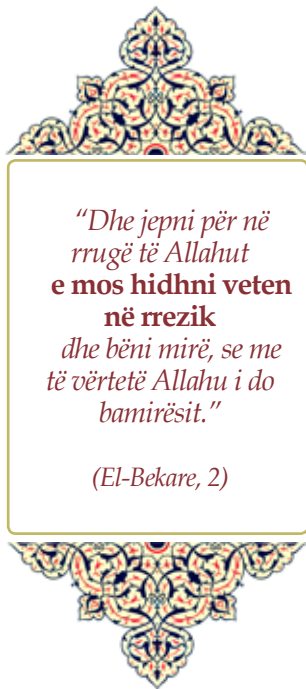 “Dhe jepni për në
rrugë të Allahut
e mos hidhni veten
në rrezik
dhe bëni mirë, se me
të vërtetë Allahu i do
bamirësit.”
(El-Bekare, 2)